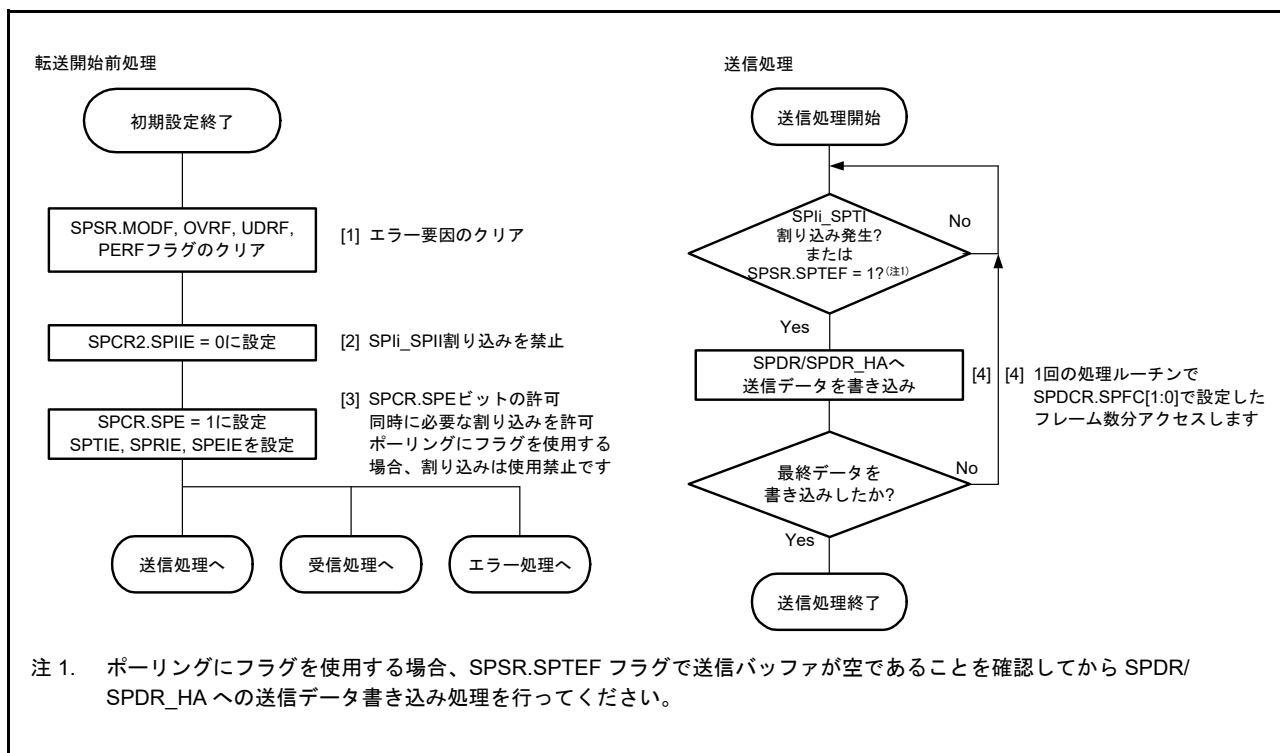 転送開始前処理
初期設定終了
SPSR.MODF, OVRF, UDRF,
PERFフラグのクリア
[1] エラー要因のクリア
SPCR2.SPIIE = 0に設定
[2] SPIi_SPII割り込みを禁止
SPCR.SPE = 1に設定
SPTIE, SPRIE, SPEIEを設定
[3] SPCR.SPEビットの許可
同時に必要な割り込みを許可
ポーリングにフラグを使用する
場合、割り込みは使用禁止です
送信処理へ
受信処理へ
エラー処理へ
送信処理
送信処理開始
SPIi_SPTI
割り込み発生?
または
SPSR.SPTEF = 1?(注1)
No
Yes
SPDR/SPDR_HAへ
送信データを書き込み
[4]
[4] 1回の処理ルーチンで
SPDCR.SPFC[1:0]で設定した
フレーム数分アクセスします
最終データを
書き込みしたか?
No
Yes
送信処理終了
注 1. ポーリングにフラグを使用する場合、SPSR.SPTEF フラグで送信バッファが空であることを確認してから SPDR/
SPDR_HA への送信データ書き込み処理を行ってください。